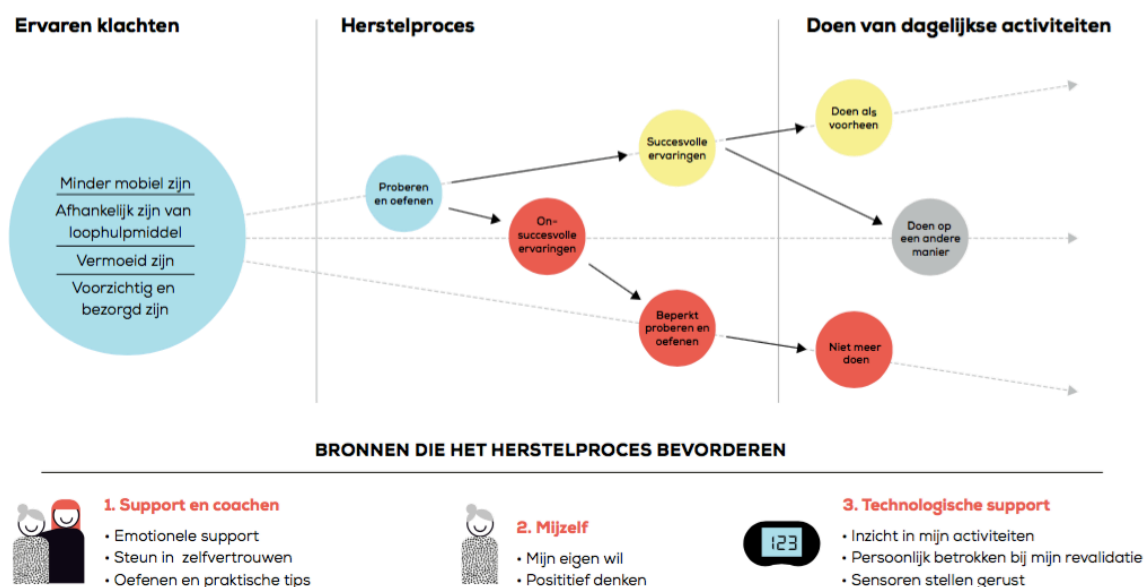 Ervaren klachten
Herstelproces
Doen van dagelijkse activiteiten
Minder mobiel zijn
Afhankelijk zijn van
loophulpmiddel
Vermoeid zijn
Voorzichtig en
bezorgd zijn
Proberen
en oefenen
On-
succesvolle
ervaringen
Succesvolle
ervaringen
Beperkt
proberen en
oefenen
Doen als
voorheen
Doen op
een andere
manier
Niet meer
doen
BRONNEN DIE HET HERSTELPROCES BEVORDEREN
1. Support en coachen
• Emotionele support
• Steun in zelfvertrouwen
• Oefenen en praktische tips
2. Mijzelf
• Mijn eigen wil
• Posititief denken
123
3. Technologische support
• Inzicht in mijn activiteiten
• Persoonlijk betrokken bij mijn revalidatie
• Sensoren stellen gerust